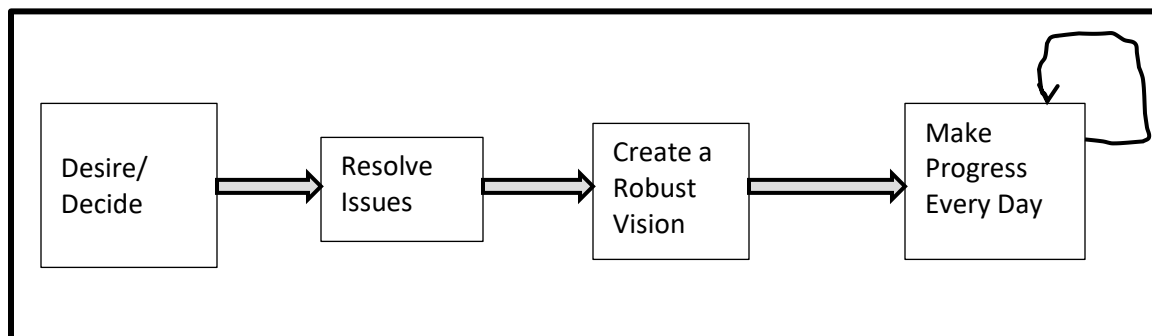 Desire/
Decide
Resolve
Issues
Create a
Robust
Vision
Make
Progress
Every Day